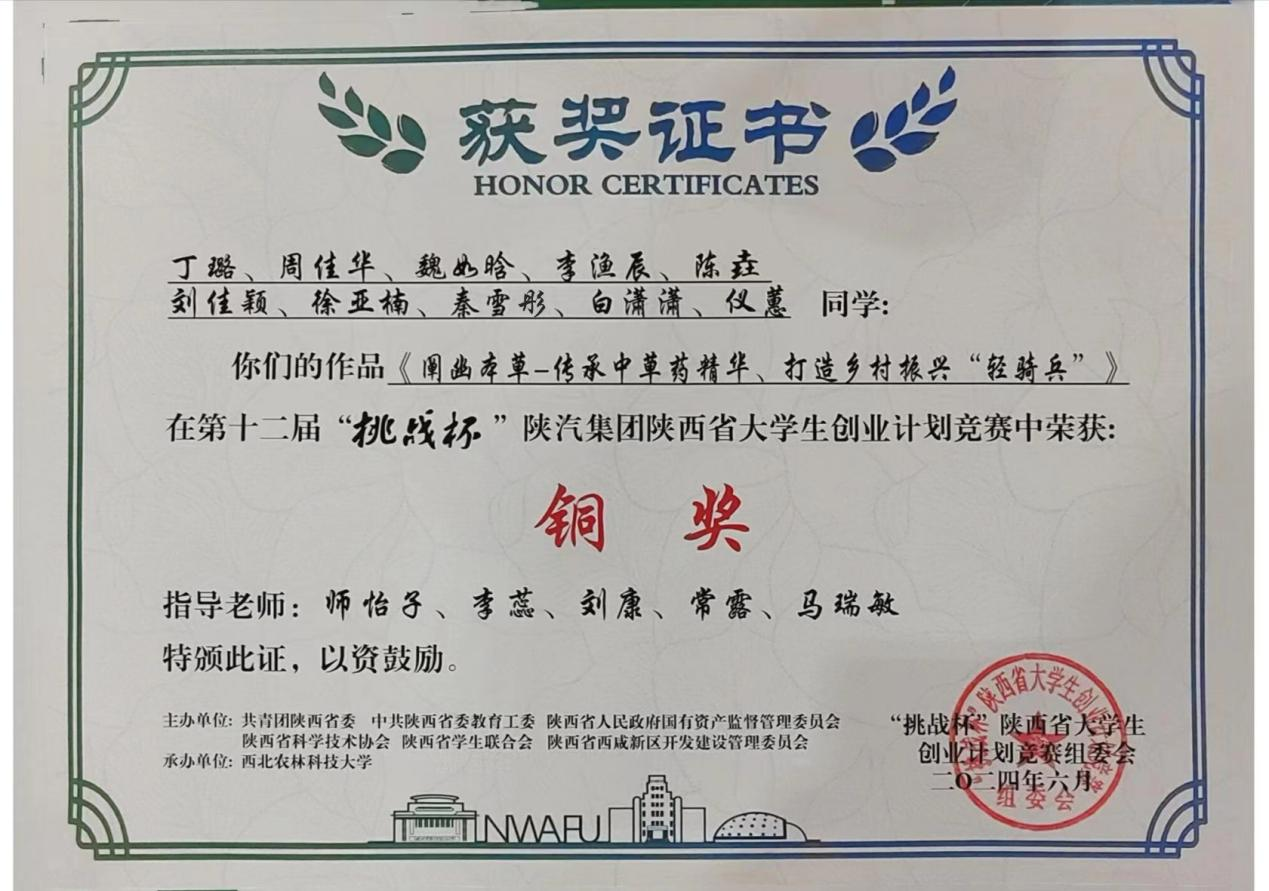 获奖证书
HONOR CERTIFICATES
丁璐、周佳华、魏如晗、李渔辰、陈垚
刘佳颖、徐亚楠、秦雪彤、白潇潇、仪蕙 同学:
你们的作品《阐幽本草-传承中草药精华、打造乡村振兴“轻骑兵”》
在第十二届“挑战杯”陕汽集团陕西省大学生创业计划竞赛中荣获:
铜 奖
指导老师: 师怡子、李蕊、刘康、常露、马瑞敏
特颁此证，以资鼓励。
主办单位: 共青团陕西省委 中共陕西省委教育工委 陕西省人民政府国有资产监督管理委员会
陕西省科学技术协会 陕西省学生联合会 陕西省西咸新区开发建设管理委员会
承办单位: 西北农林科技大学
“挑战杯”陕西省大学生
创业计划竞赛组委会
二〇二四年六月
组委会
NWAFU